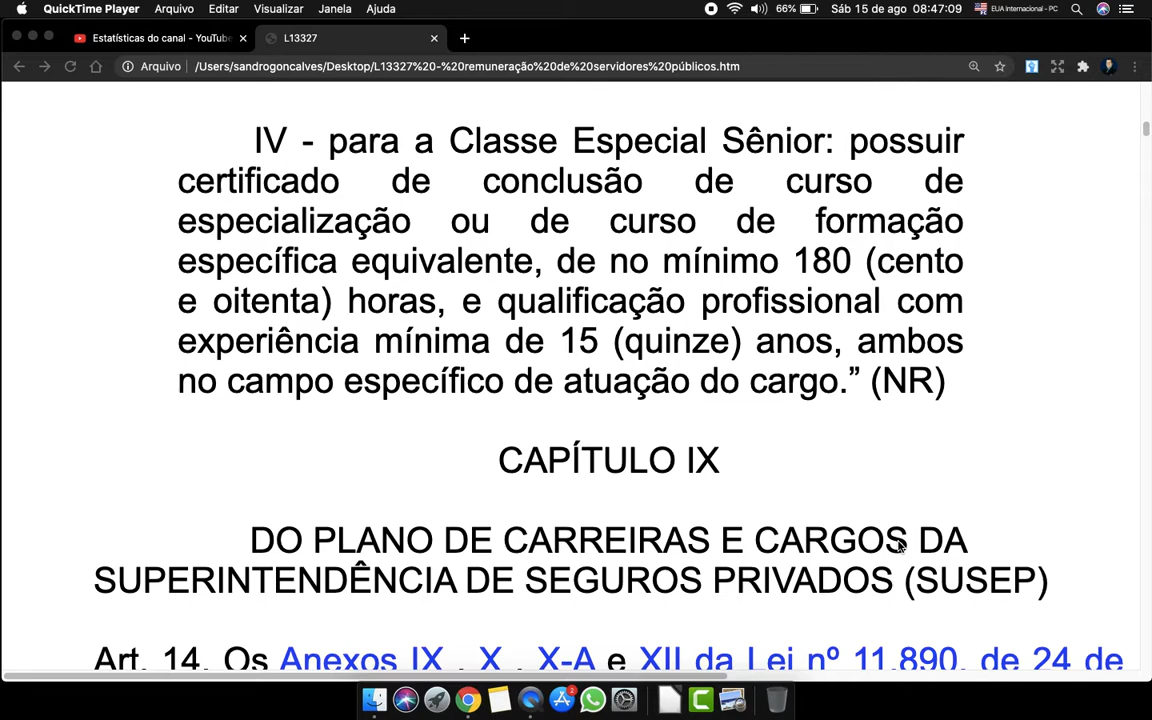 QuickTime Player Arquivo Editar Visualizar Janela Ajuda 66% Sáb 15 de ago 08:47:09 EUA Internacional - PC
Estatísticas do canal - YouTube L13327
Arquivo /Users/sandrogoncalves/Desktop/L13327%20-%20remuneração%20de%20servidores%20públicos.htm
IV - para a Classe Especial Sênior: possuir
certificado de conclusão de curso de
especialização ou de curso de formação
específica equivalente, de no mínimo 180 (cento
e oitenta) horas, e qualificação profissional com
experiência mínima de 15 (quinze) anos, ambos
no campo específico de atuação do cargo.” (NR)
CAPÍTULO IX
DO PLANO DE CARREIRAS E CARGOS DA
SUPERINTENDÊNCIA DE SEGUROS PRIVADOS (SUSEP)
Art. 14. Os Anexos IX , X , X-A e XII da Lei nº 11.890, de 24 de
2